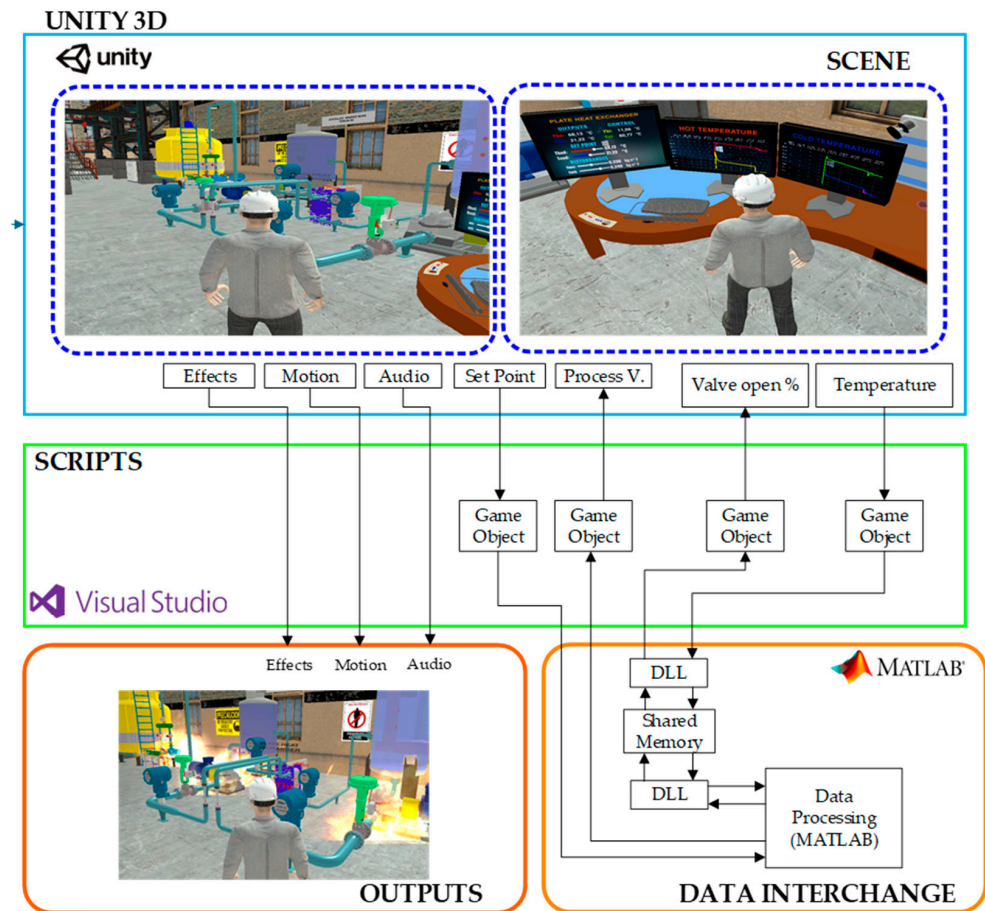 UNITY 3D
unity
SCENE
PLATE HEAT EXCHANGER
OUTPUTS
CONTROL
SET POINT
DISTURBANCES
HOT TEMPERATURE
COLD TEMPERATURE
Effects
Motion
Audio
Set Point
Process V.
Valve open %
Temperature
SCRIPTS
Game
Object
Game
Object
Game
Object
Game
Object
Visual Studio
Effects
Motion
Audio
MATLAB
DLL
Shared
Memory
DLL
Data
Processing
(MATLAB)
OUTPUTS
DATA INTERCHANGE